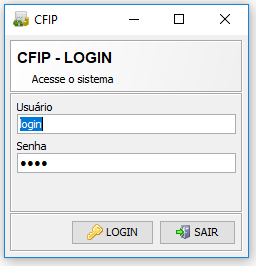 CFIP
CFIP - LOGIN
Acesse o sistema
Usuário
login
Senha
••••
LOGIN SAIR